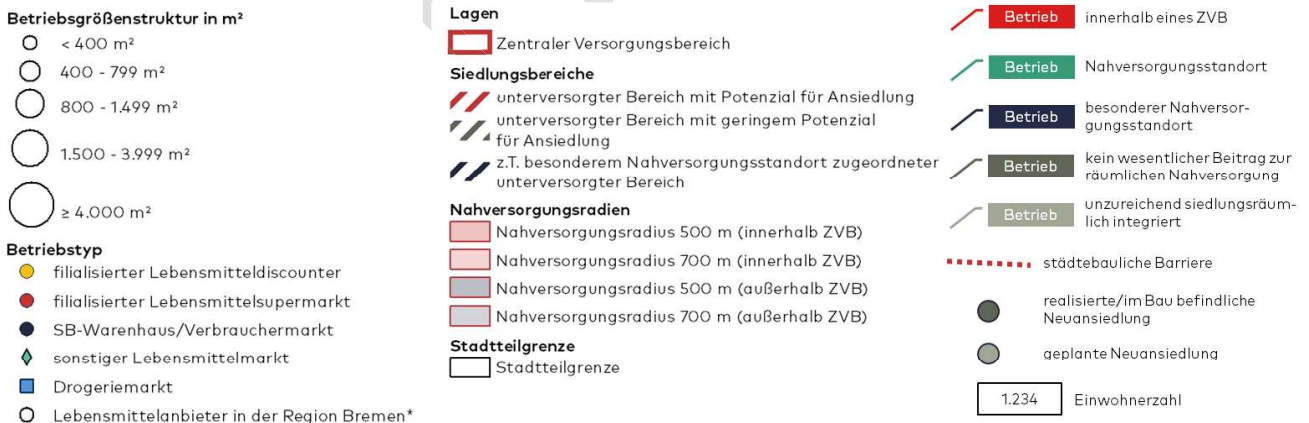 Betriebsgrößenstruktur in m²
< 400 m²
400 - 799 m²
800 - 1.499 m²
1.500 - 3.999 m²
≥ 4.000 m²
Betriebstyp
filialisierter Lebensmitteldiscounter
filialisierter Lebensmittelsupermarkt
SB-Warenhaus/Verbrauchermarkt
sonstiger Lebensmittelmarkt
Drogeriemarkt
Lebensmittelanbieter in der Region Bremen*
Lagen
Zentraler Versorgungsbereich
Siedlungsbereiche
unterversorgter Bereich mit Potenzial für Ansiedlung
unterversorgter Bereich mit geringem Potenzial
für Ansiedlung
z.T. besonderem Nahversorgungsstandort zugeordneter
unterversorgter Bereich
Nahversorgungsradien
Nahversorgungsradius 500 m (innerhalb ZVB)
Nahversorgungsradius 700 m (innerhalb ZVB)
Nahversorgungsradius 500 m (außerhalb ZVB)
Nahversorgungsradius 700 m (außerhalb ZVB)
Stadtteilgrenze
Stadtteilgrenze
Betrieb innerhalb eines ZVB
Betrieb Nahversorgungsstandort
Betrieb besonderer Nahversor-
gungsstandort
Betrieb kein wesentlicher Beitrag zur
räumlichen Nahversorgung
Betrieb unzureichend siedlungsräum-
lich integriert
städtebauliche Barriere
realisierte/im Bau befindliche
Neuansiedlung
geplante Neuansiedlung
1.234 Einwohnerzahl